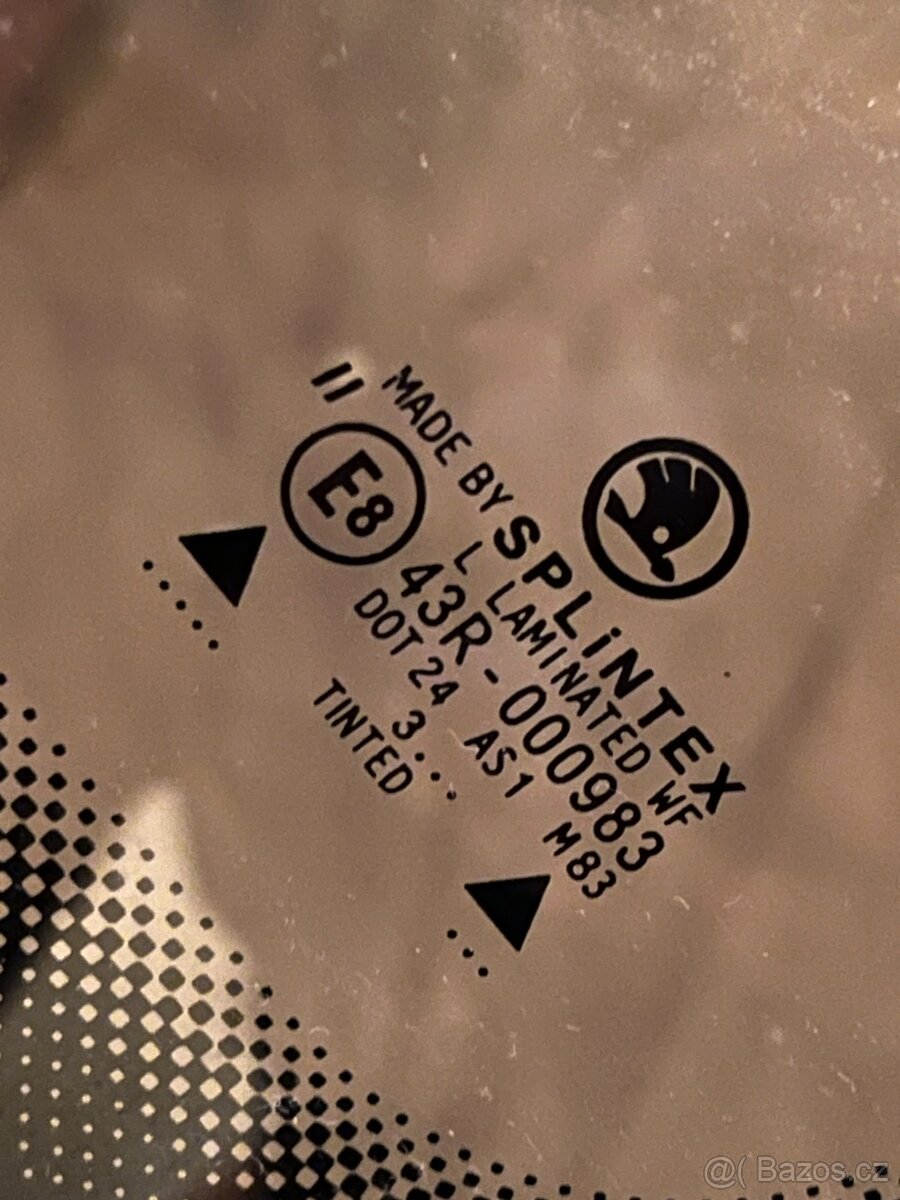 MADE BY SPLiNTEX
II L LAMINATED WF
E8 43R-000983
DOT 24 AS1 M83
3....
TINTED
@( Bazos.cz